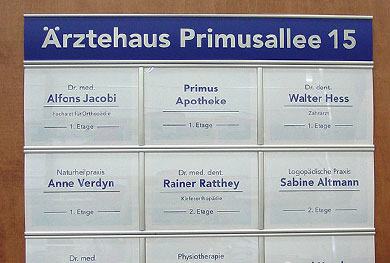 Ärztehaus Primusallee 15
Dr. med.
Alfons Jacobi
Facharzt für Orthopädie
1. Etage
Primus
Apotheke
1. Etage
Dr. dent.
Walter Hess
Zahnarzt
1. Etage
Naturheilpraxis
Anne Verdyn
1. Etage
Dr. med. dent.
Rainer Ratthey
Kieferorthopädie
2. Etage
Logopädische Praxis
Sabine Altmann
2. Etage
Dr. med.
Physiotherapie